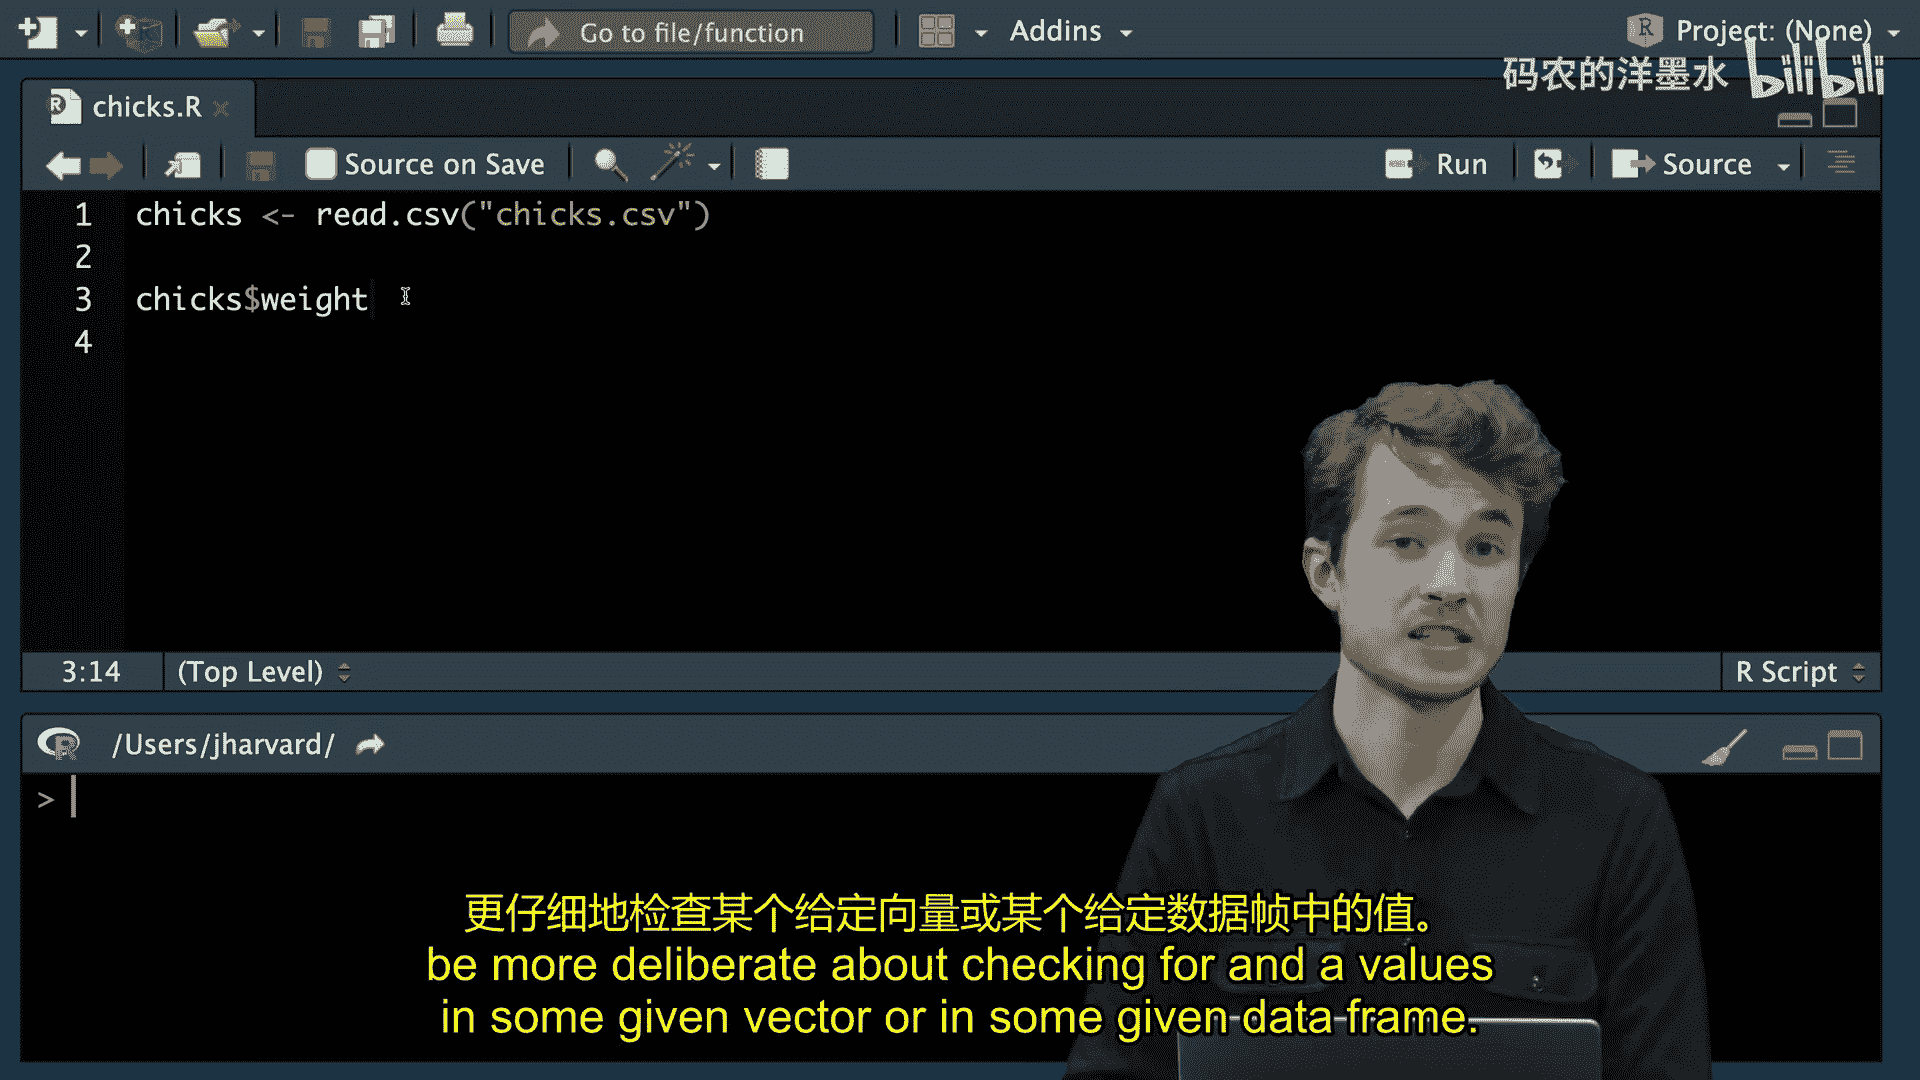 Go to file/function
Addins
Project: (None)
码农的洋墨水 bilibili
chicks.R
Source on Save
Run
Source
1 chicks <- read.csv("chicks.csv")
2
3 chicks$weight
4
3:14
(Top Level)
R Script
/Users/jharvard/
>
更仔细地检查某个给定向量或某个给定数据帧中的值。
be more deliberate about checking for and a values
in some given vector or in some given data frame.